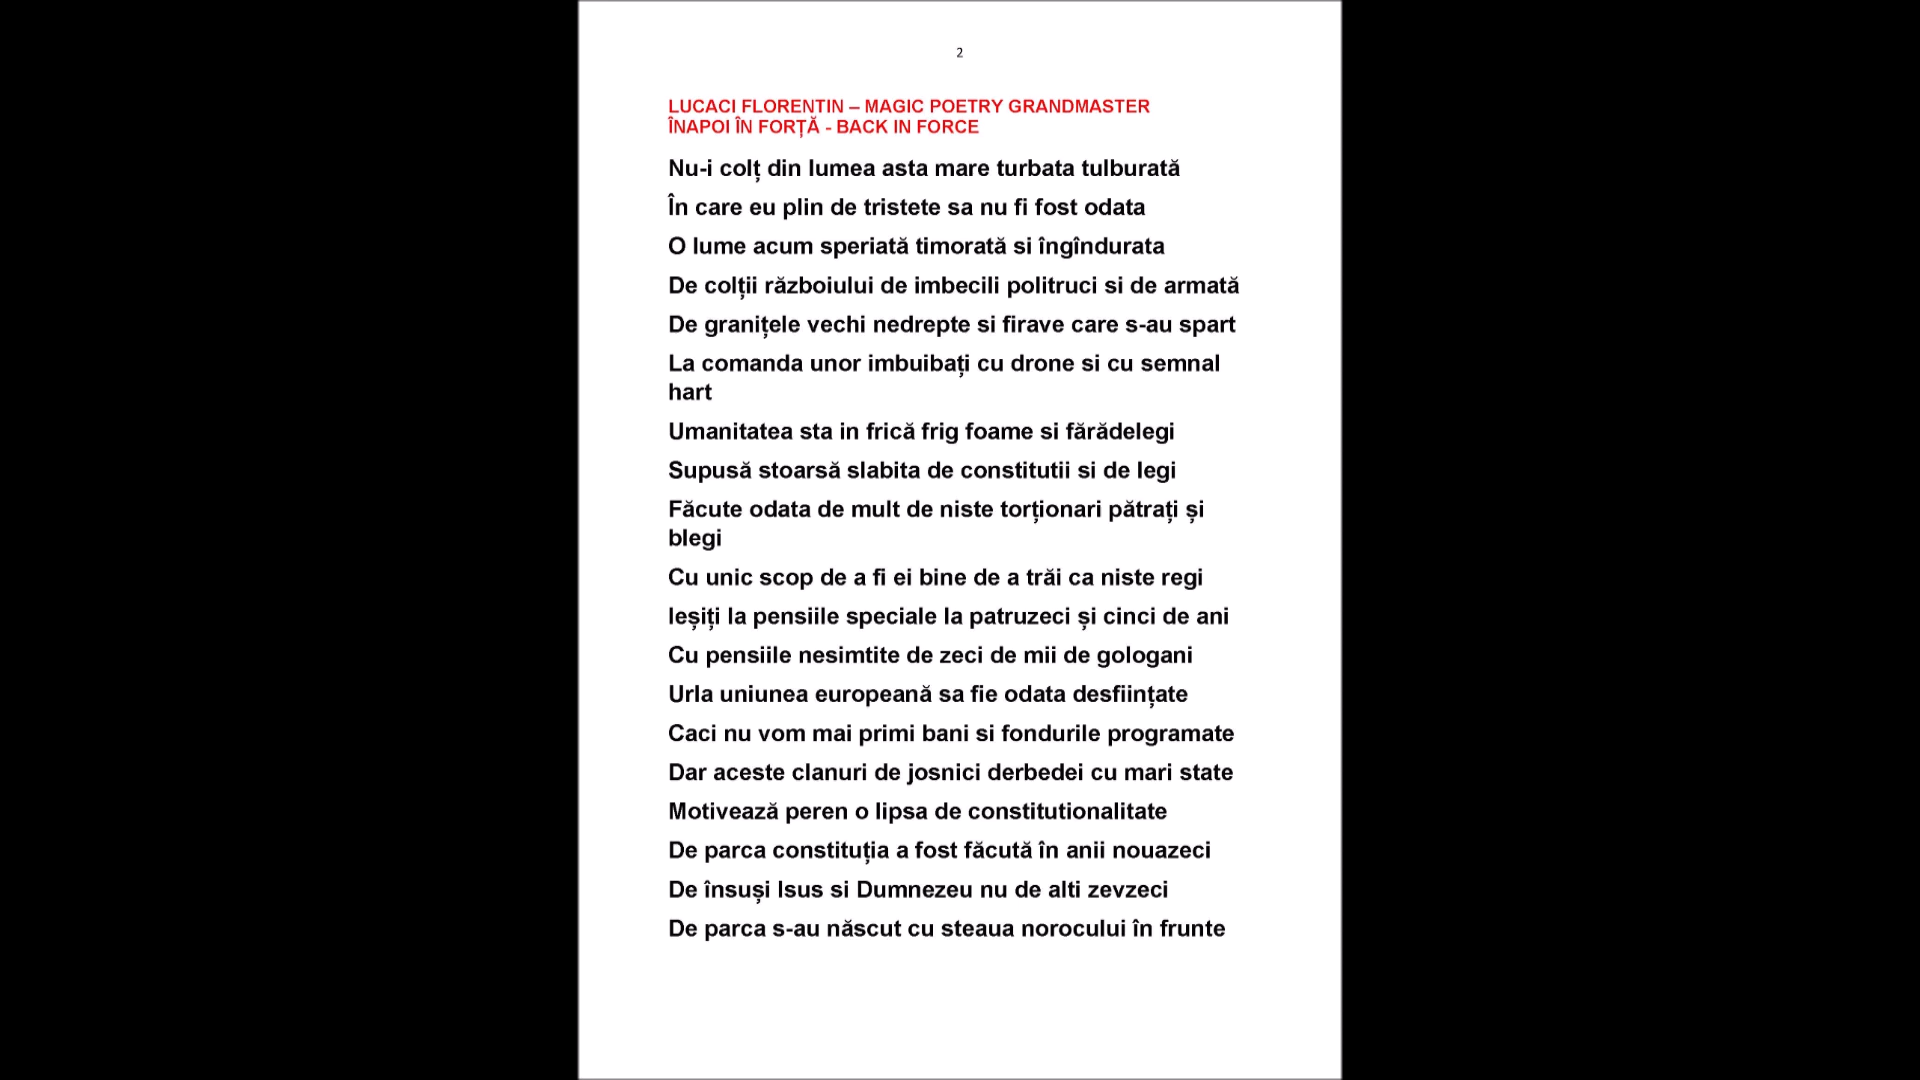 2
LUCACI FLORENTIN – MAGIC POETRY GRANDMASTER
ÎNAPOI ÎN FORȚĂ - BACK IN FORCE
Nu-i colț din lumea asta mare turbata tulburată
În care eu plin de tristete sa nu fi fost odata
O lume acum speriată timorată si îngîndurata
De colții războiului de imbecili politruci si de armată
De granițele vechi nedrepte si firave care s-au spart
La comanda unor imbuibați cu drone si cu semnal
hart
Umanitatea sta in frică frig foame si fărădelegi
Supusă stoarsă slabita de constitutii si de legi
Făcute odata de mult de niste torționari pătrați și
blegi
Cu unic scop de a fi ei bine de a trăi ca niste regi
Ieșiți la pensiile speciale la patruzeci și cinci de ani
Cu pensiile nesimtite de zeci de mii de gologani
Urla uniunea europeană sa fie odata desființate
Caci nu vom mai primi bani si fondurile programate
Dar aceste clanuri de josnici derbedei cu mari state
Motivează peren o lipsa de constitutionalitate
De parca constituția a fost făcută în anii nouazeci
De însuși Isus si Dumnezeu nu de alti zevzeci
De parca s-au născut cu steaua norocului în frunte